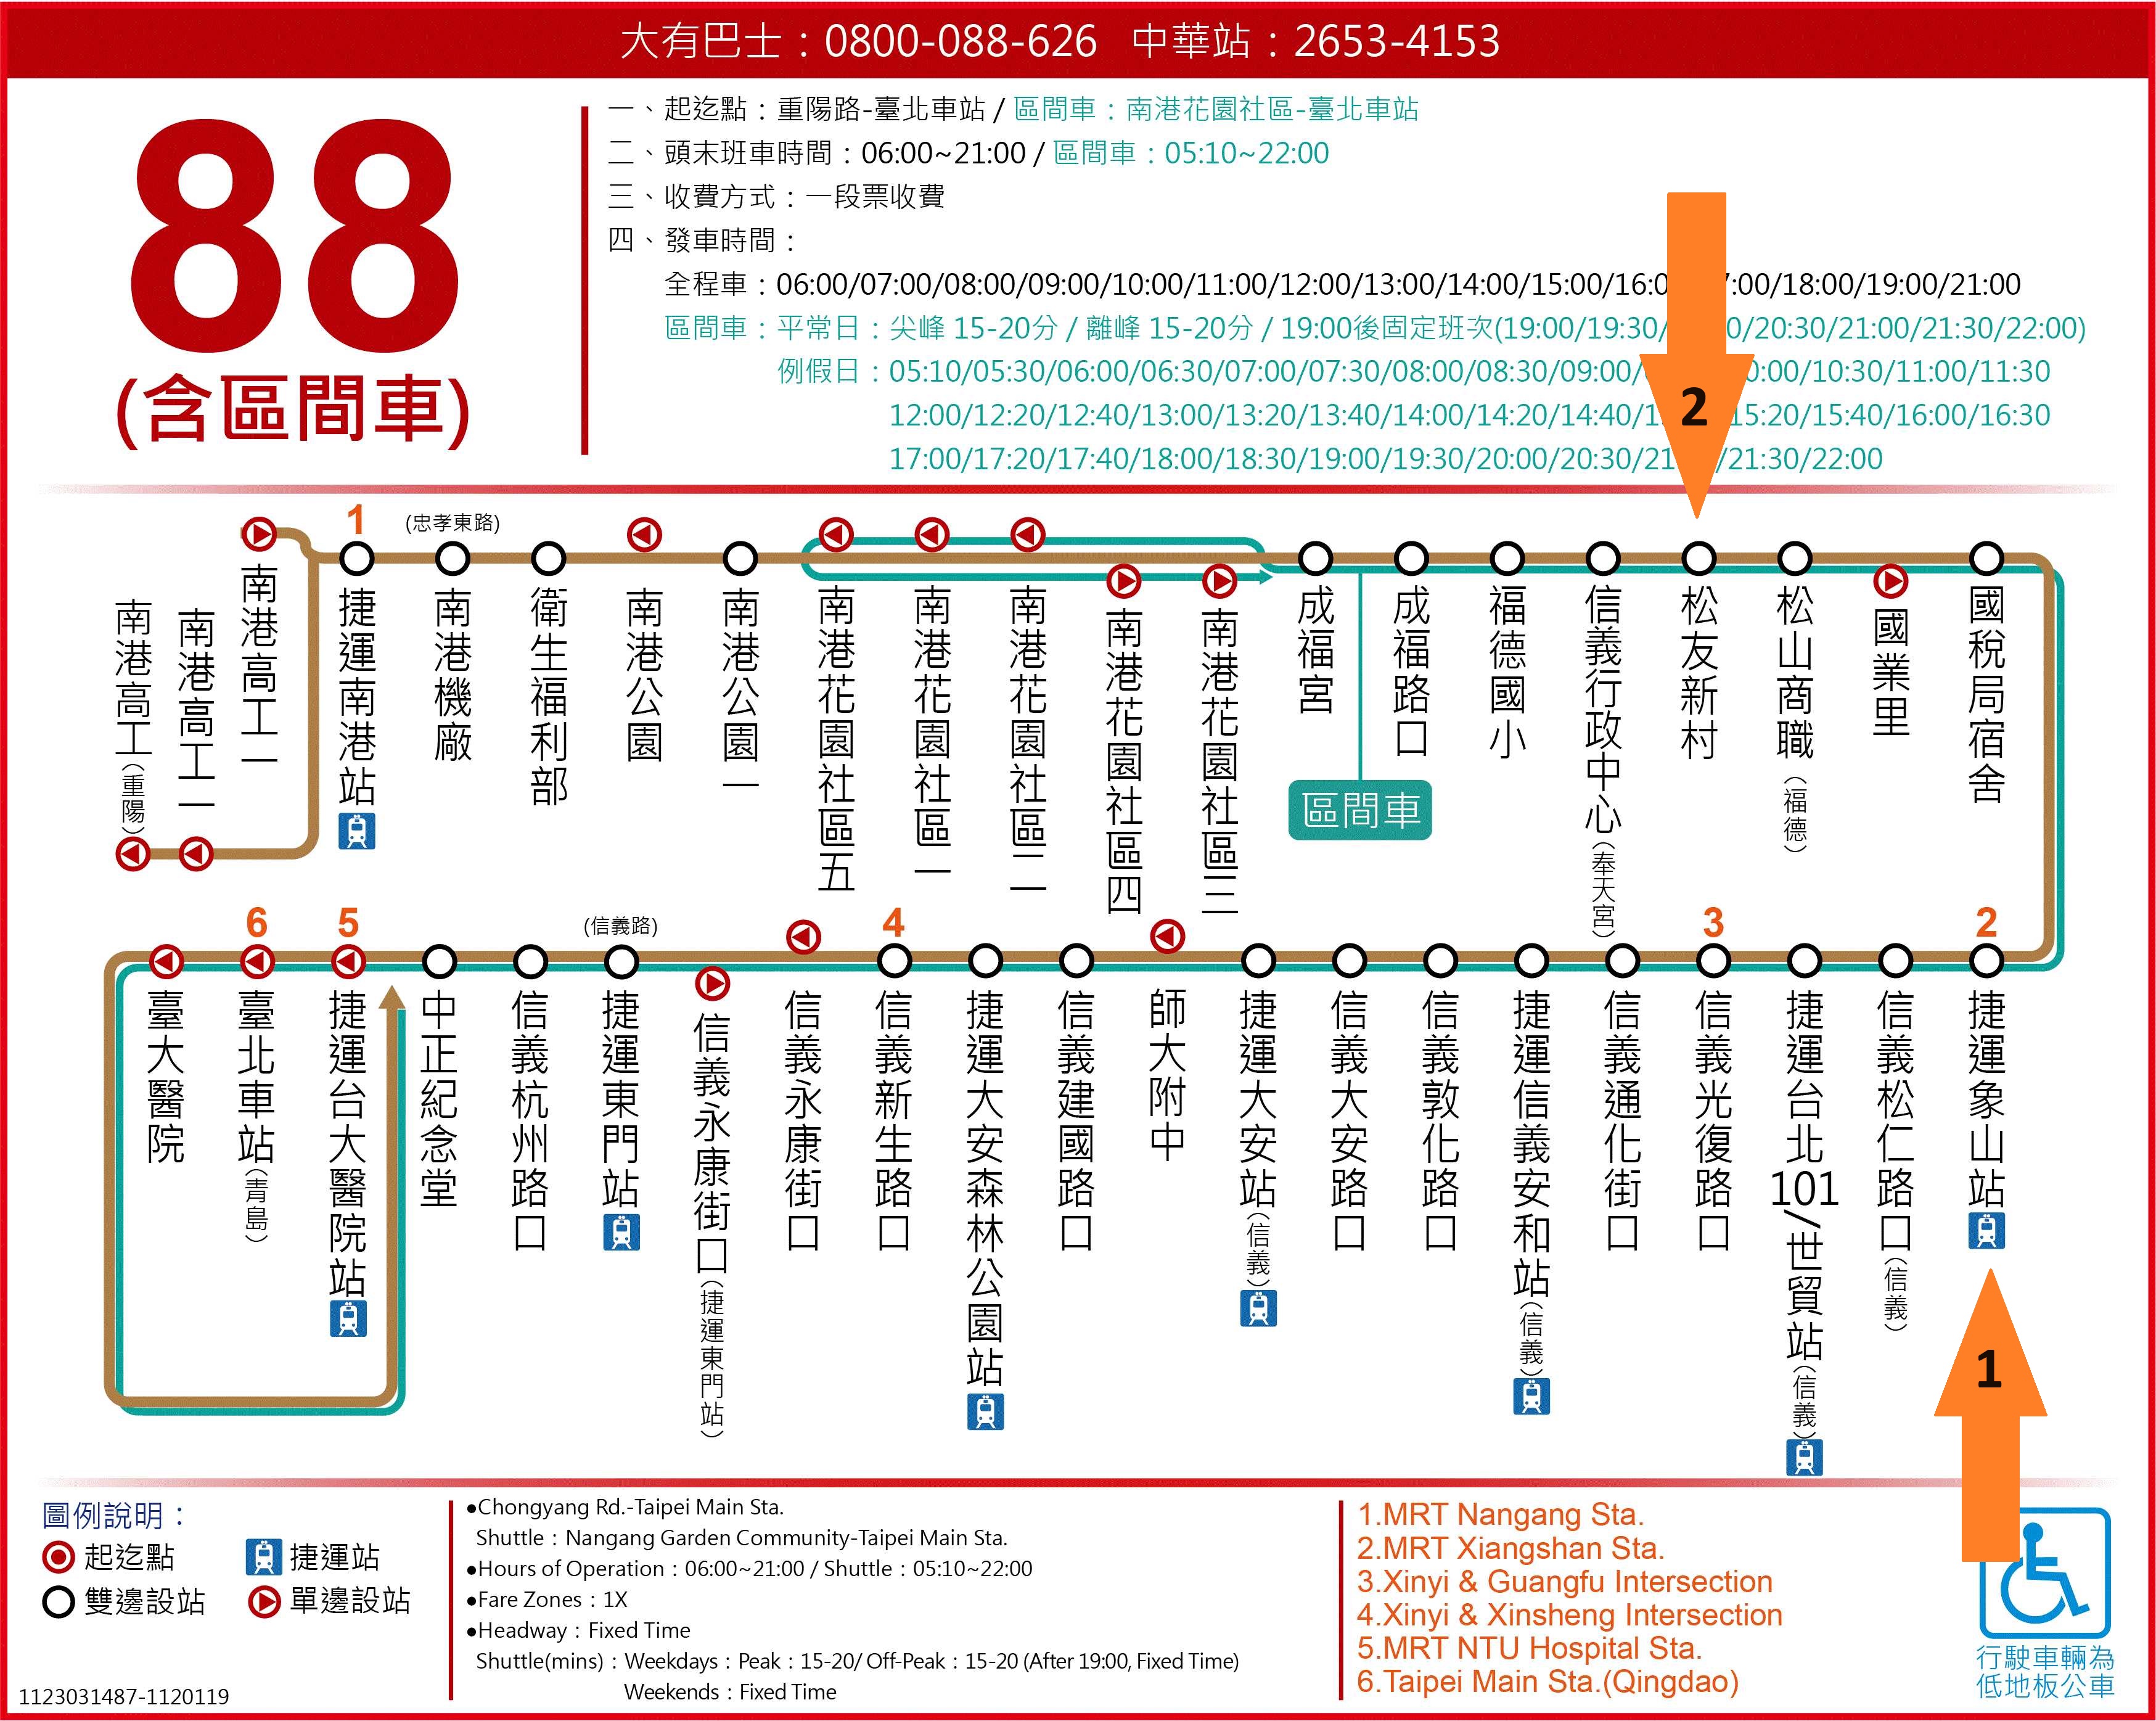 大有巴士：0800-088-626 中華站：2653-4153
88
(含區間車)
一、起迄點：重陽路-臺北車站 / 區間車：南港花園社區-臺北車站
二、頭末班車時間：06:00~21:00 / 區間車：05:10~22:00
三、收費方式：一段票收費
四、發車時間：
全程車：06:00/07:00/08:00/09:00/10:00/11:00/12:00/13:00/14:00/15:00/16:0 7:00/18:00/19:00/21:00
區間車：平常日：尖峰 15-20分 / 離峰 15-20分 / 19:00後固定班次(19:00/19:30/ 0/20:30/21:00/21:30/22:00)
例假日：05:10/05:30/06:00/06:30/07:00/07:30/08:00/08:30/09:00/ 0:00/10:30/11:00/11:30
12:00/12:20/12:40/13:00/13:20/13:40/14:00/14:20/14:40/1 15:20/15:40/16:00/16:30
17:00/17:20/17:40/18:00/18:30/19:00/19:30/20:00/20:30/21 /21:30/22:00
2
1
(忠孝東路)
南港高工(重陽)
南港高工一
南港高工一
捷運南港站
南港機廠
衛生福利部
南港公園
南港公園一
南港花園社區五
南港花園社區一
南港花園社區二
南港花園社區四
南港花園社區三
成福宮
成福路口
福德國小
信義行政中心(奉天宮)
松友新村
松山商職(福德)
國業里
國稅局宿舍
區間車
6
5
(信義路)
4
3
2
臺大醫院
臺北車站(青島)
捷運台大醫院站
中正紀念堂
信義杭州路口
捷運東門站
信義永康街口(捷運東門站)
信義永康街口
信義新生路口
捷運大安森林公園站
信義建國路口
師大附中
捷運大安站(信義)
信義大安路口
信義敦化路口
捷運信義安和站(信義)
信義通化街口
信義光復路口
捷運台北101/世貿站(信義)
信義松仁路口(信義)
捷運象山站
1
圖例說明：
起迄點
捷運站
雙邊設站
單邊設站
1123031487-1120119
●Chongyang Rd.-Taipei Main Sta.
Shuttle：Nangang Garden Community-Taipei Main Sta.
●Hours of Operation：06:00~21:00 / Shuttle：05:10~22:00
●Fare Zones：1X
●Headway：Fixed Time
Shuttle(mins)：Weekdays：Peak：15-20/ Off-Peak：15-20 (After 19:00, Fixed Time)
Weekends：Fixed Time
1.MRT Nangang Sta.
2.MRT Xiangshan Sta.
3.Xinyi & Guangfu Intersection
4.Xinyi & Xinsheng Intersection
5.MRT NTU Hospital Sta.
6.Taipei Main Sta.(Qingdao)
行駛車輛為
低地板公車